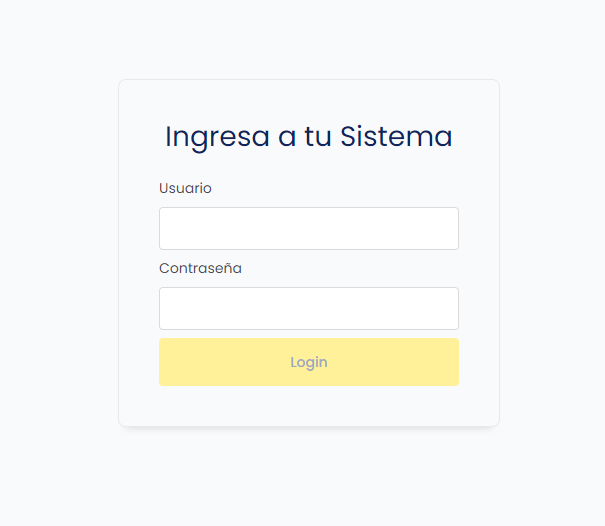 Ingresa a tu Sistema
Usuario
Contraseña
Login